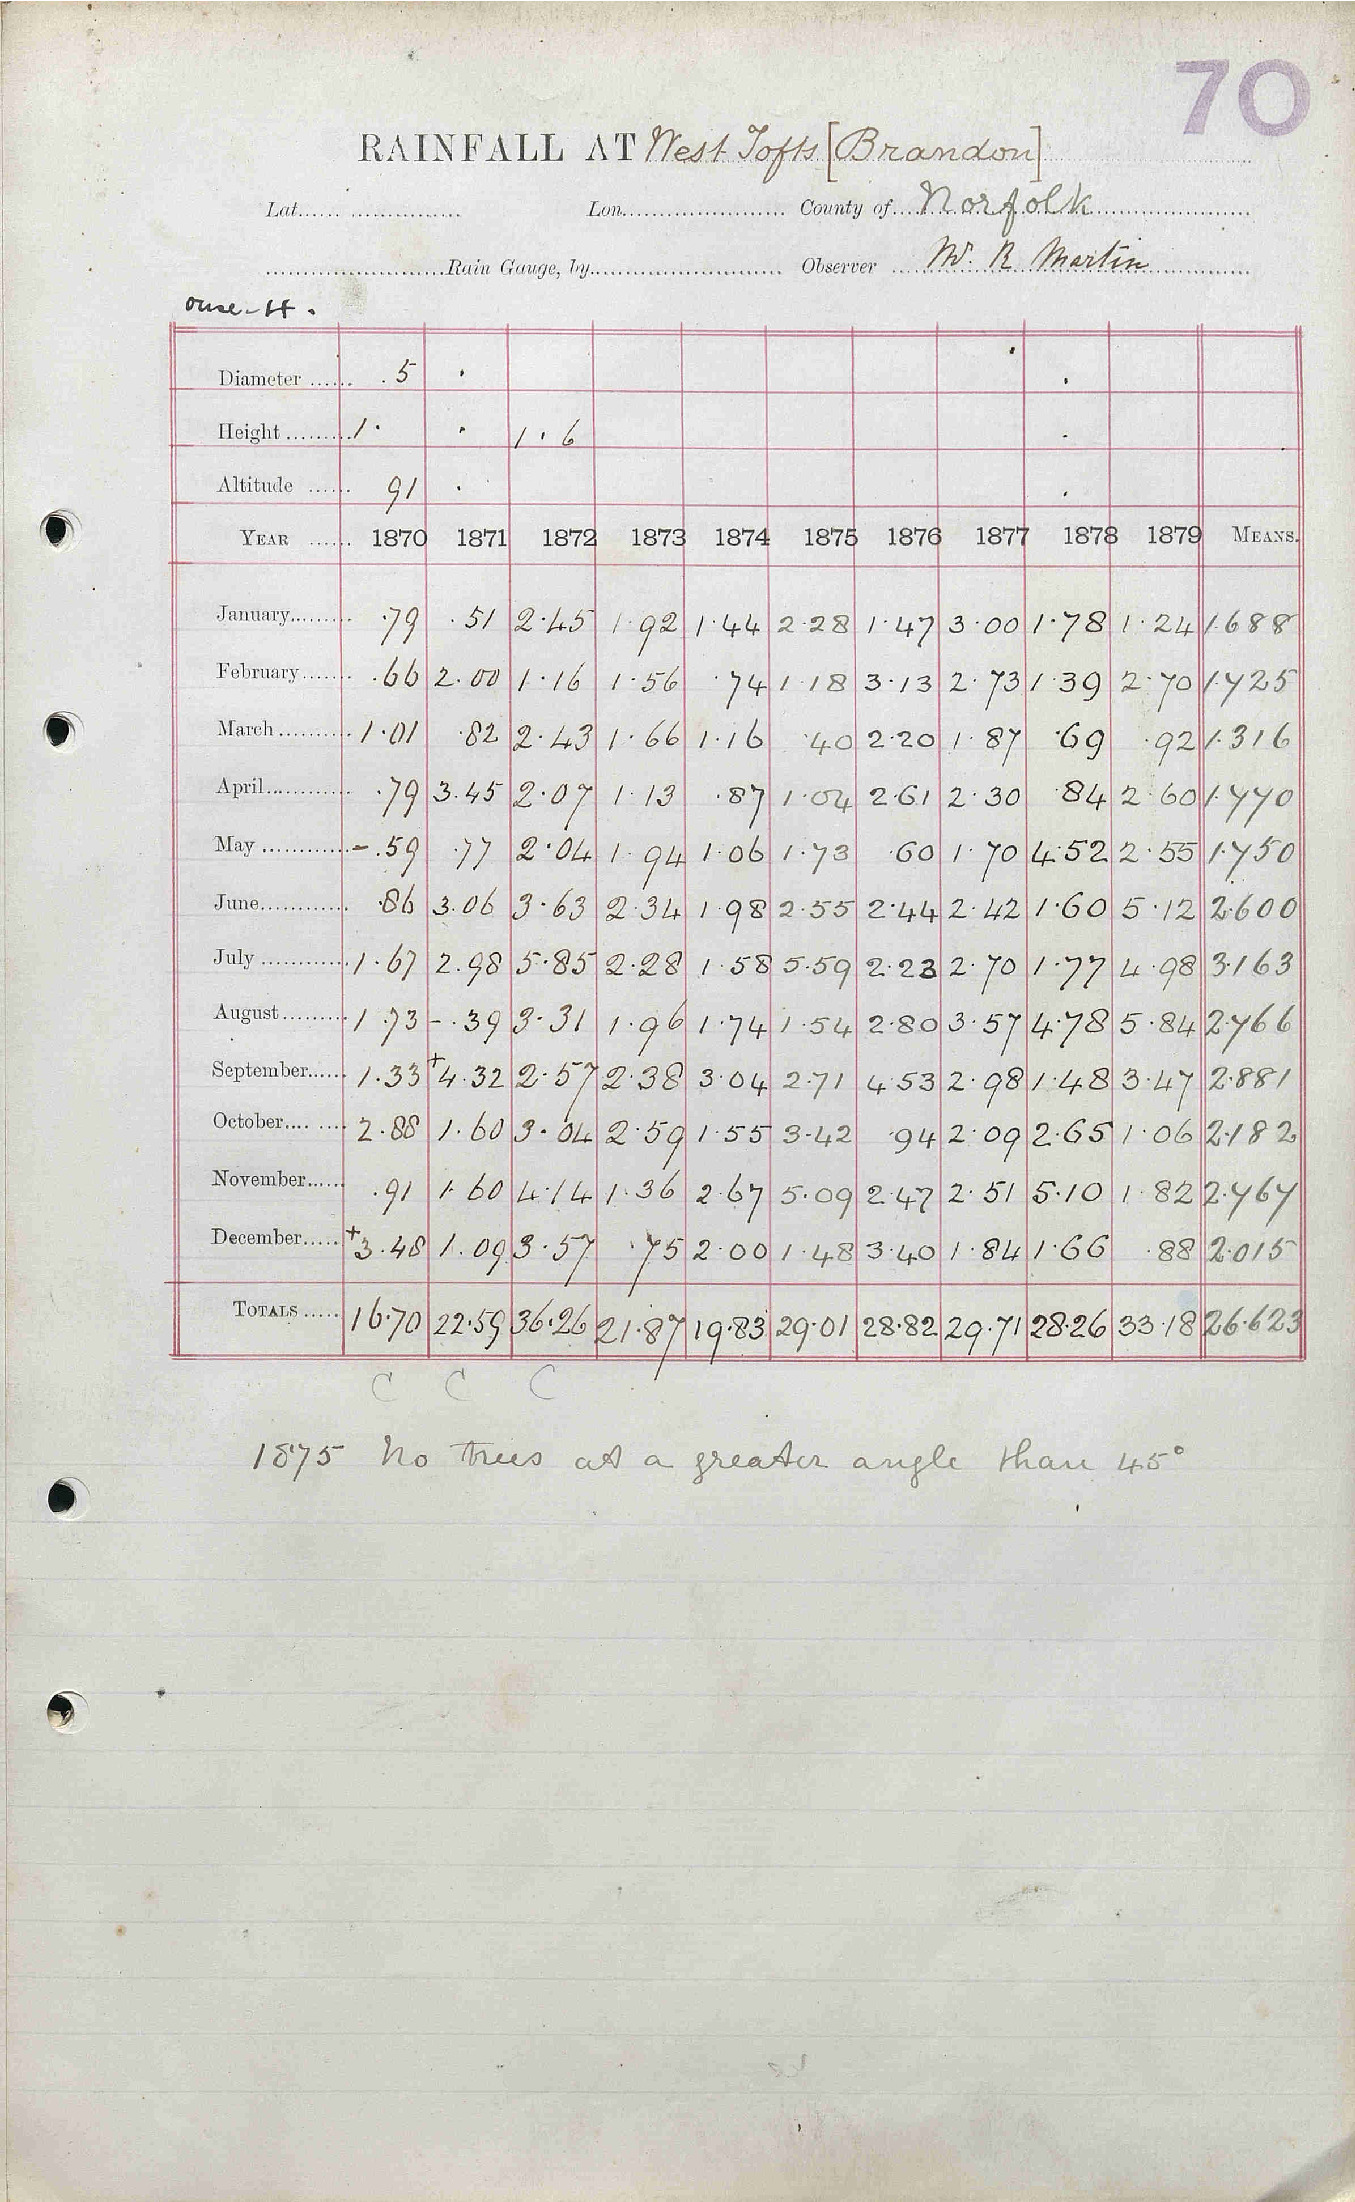 70
RAINFALL AT West Tofts [Brandon]
Lat. Lon. County of Norfolk
Rain Gauge, by Observer Mr. R Martin
Ouse-H.
Diameter .5 .
Height 1. . 1.6
Altitude 91 .
YEAR 1870 1871 1872 1873 1874 1875 1876 1877 1878 1879 MEANS.
January .79 .51 2.45 1.92 1.44 2.28 1.47 3.00 1.78 1.24 1.688
February .66 2.00 1.16 1.56 .74 1.18 3.13 2.73 1.39 2.70 1.725
March 1.01 .82 2.43 1.66 1.16 .40 2.20 1.87 .69 .92 1.316
April .79 3.45 2.07 1.13 .87 1.04 2.61 2.30 .84 2.60 1.770
May -.59 .77 2.04 1.94 1.06 1.73 .60 1.70 4.52 2.55 1.750
June .86 3.06 3.63 2.34 1.98 2.55 2.44 2.42 1.60 5.12 2.600
July 1.67 2.98 5.85 2.28 1.58 5.59 2.23 2.70 1.77 4.98 3.163
August 1.73 -.39 3.31 1.96 1.74 1.54 2.80 3.57 4.78 5.84 2.766
September 1.33 +4.32 2.57 2.38 3.04 2.71 4.53 2.98 1.48 3.47 2.881
October 2.88 1.60 3.04 2.59 1.55 3.42 .94 2.09 2.65 1.06 2.182
November .91 1.60 4.14 1.36 2.67 5.09 2.47 2.51 5.10 1.82 2.767
December +3.48 1.09 3.57 .75 2.00 1.48 3.40 1.84 1.66 .88 2.015
TOTALS 16.70 22.59 36.26 21.87 19.83 29.01 28.82 29.71 28.26 33.18 26.623
C C C
1875 No trees at a greater angle than 45°